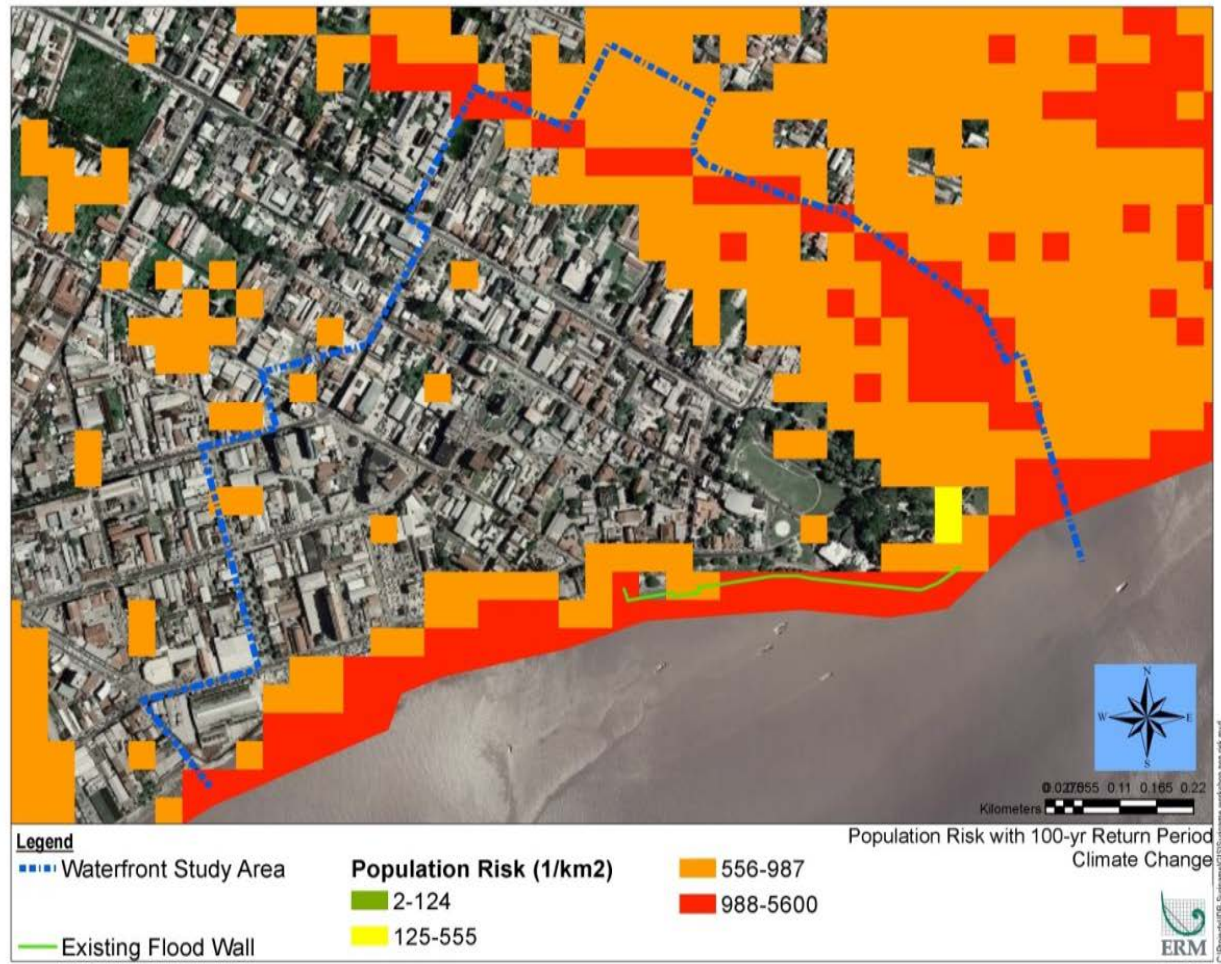 N
W
E
S
0.11 0.165 0.22
Kilometers
Legend
Waterfront Study Area
Existing Flood Wall
Population Risk (1/km2)
2-124
125-555
556-987
988-5600
Population Risk with 100-yr Return Period
Climate Change
ERM